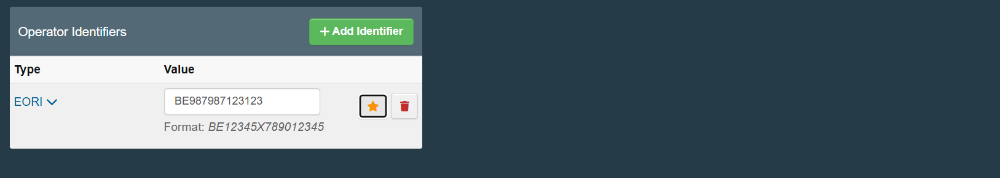 Operator Identifiers
Add Identifier
Type Value
EORI BE987987123123
Format: BE12345X789012345